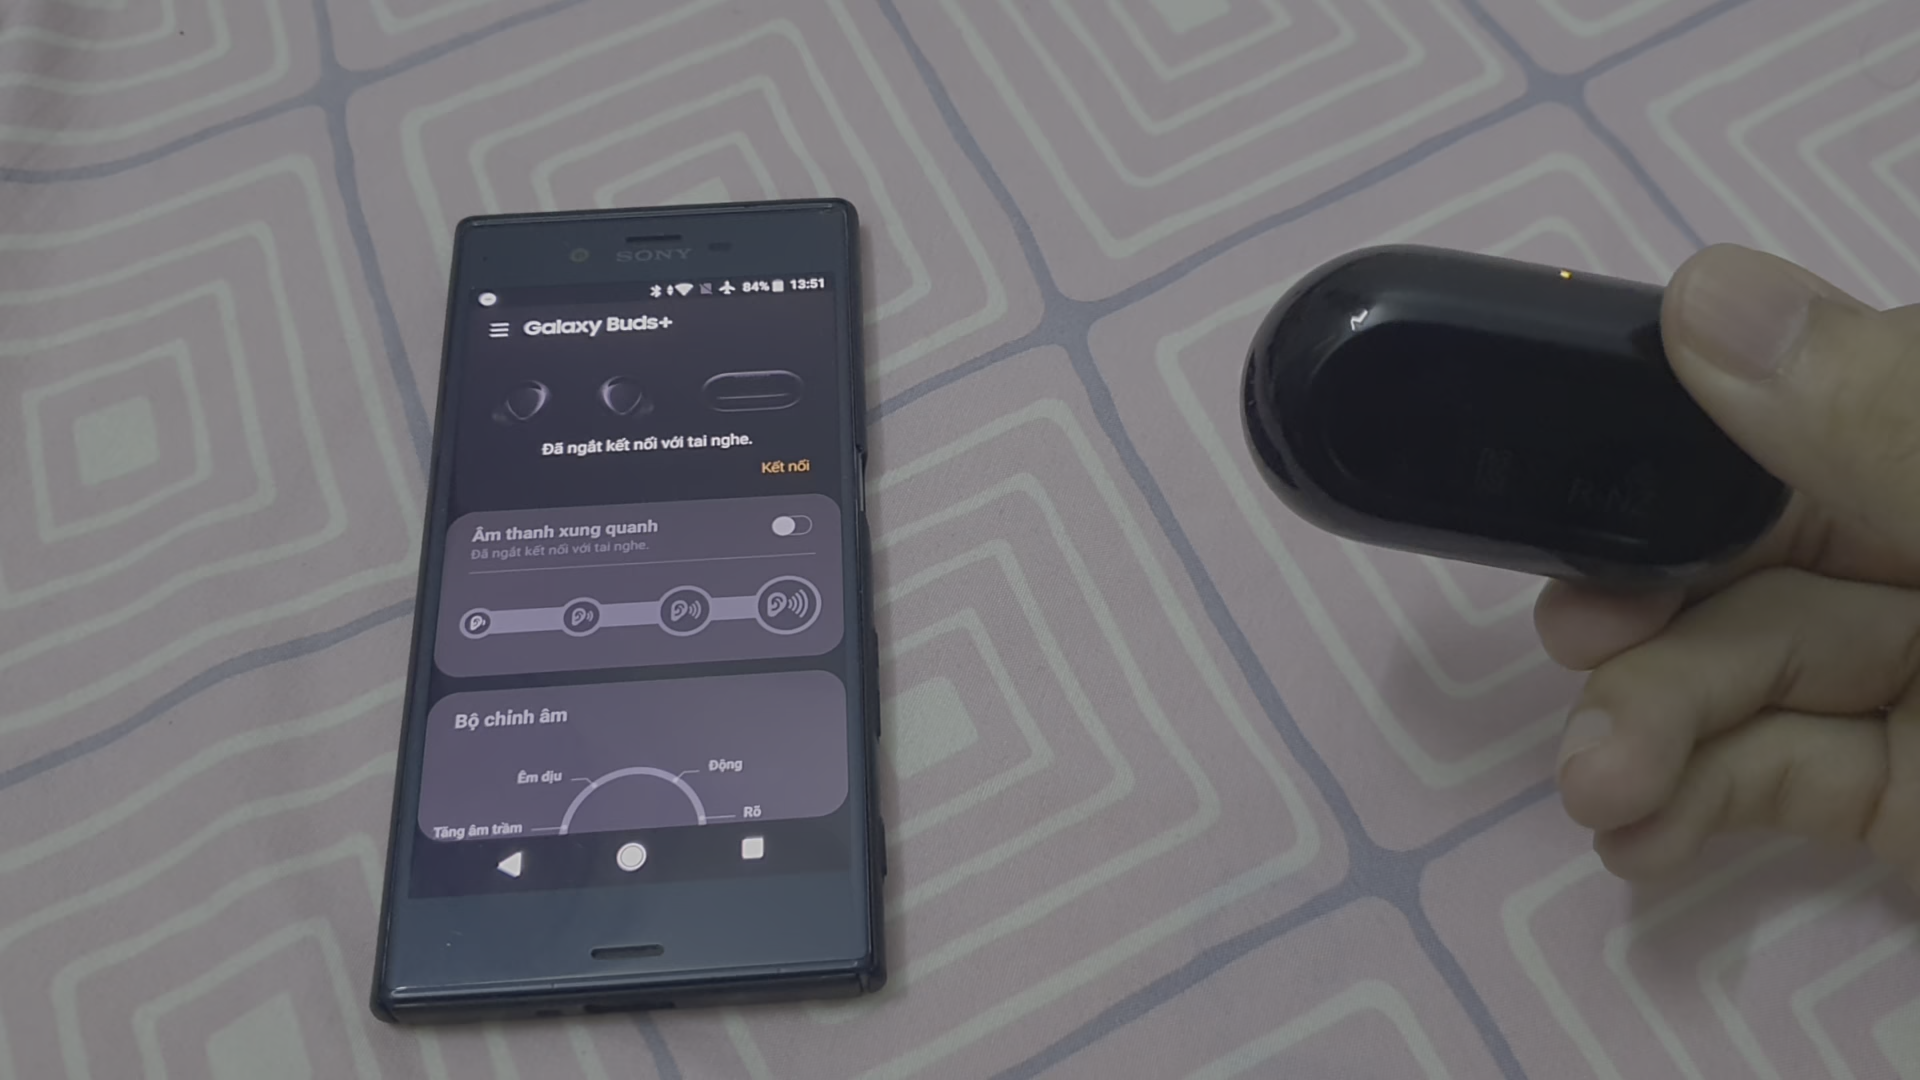 SONY
84% 13:51
Galaxy Buds+
Đã ngắt kết nối với tai nghe.
Kết nối
Âm thanh xung quanh
Đã ngắt kết nối với tai nghe.
Bộ chỉnh âm
Êm dịu
Động
Rõ
Tăng âm trầm